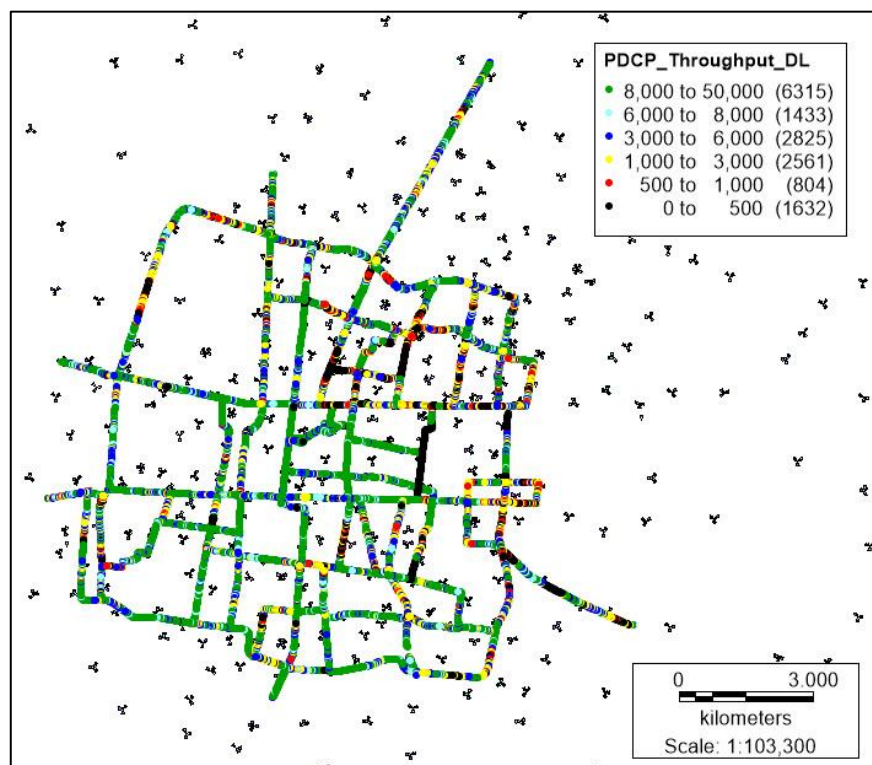 PDCP_Throughput_DL
8,000 to 50,000 (6315)
6,000 to 8,000 (1433)
3,000 to 6,000 (2825)
1,000 to 3,000 (2561)
500 to 1,000 (804)
0 to 500 (1632)
0 3.000
kilometers
Scale: 1:103,300